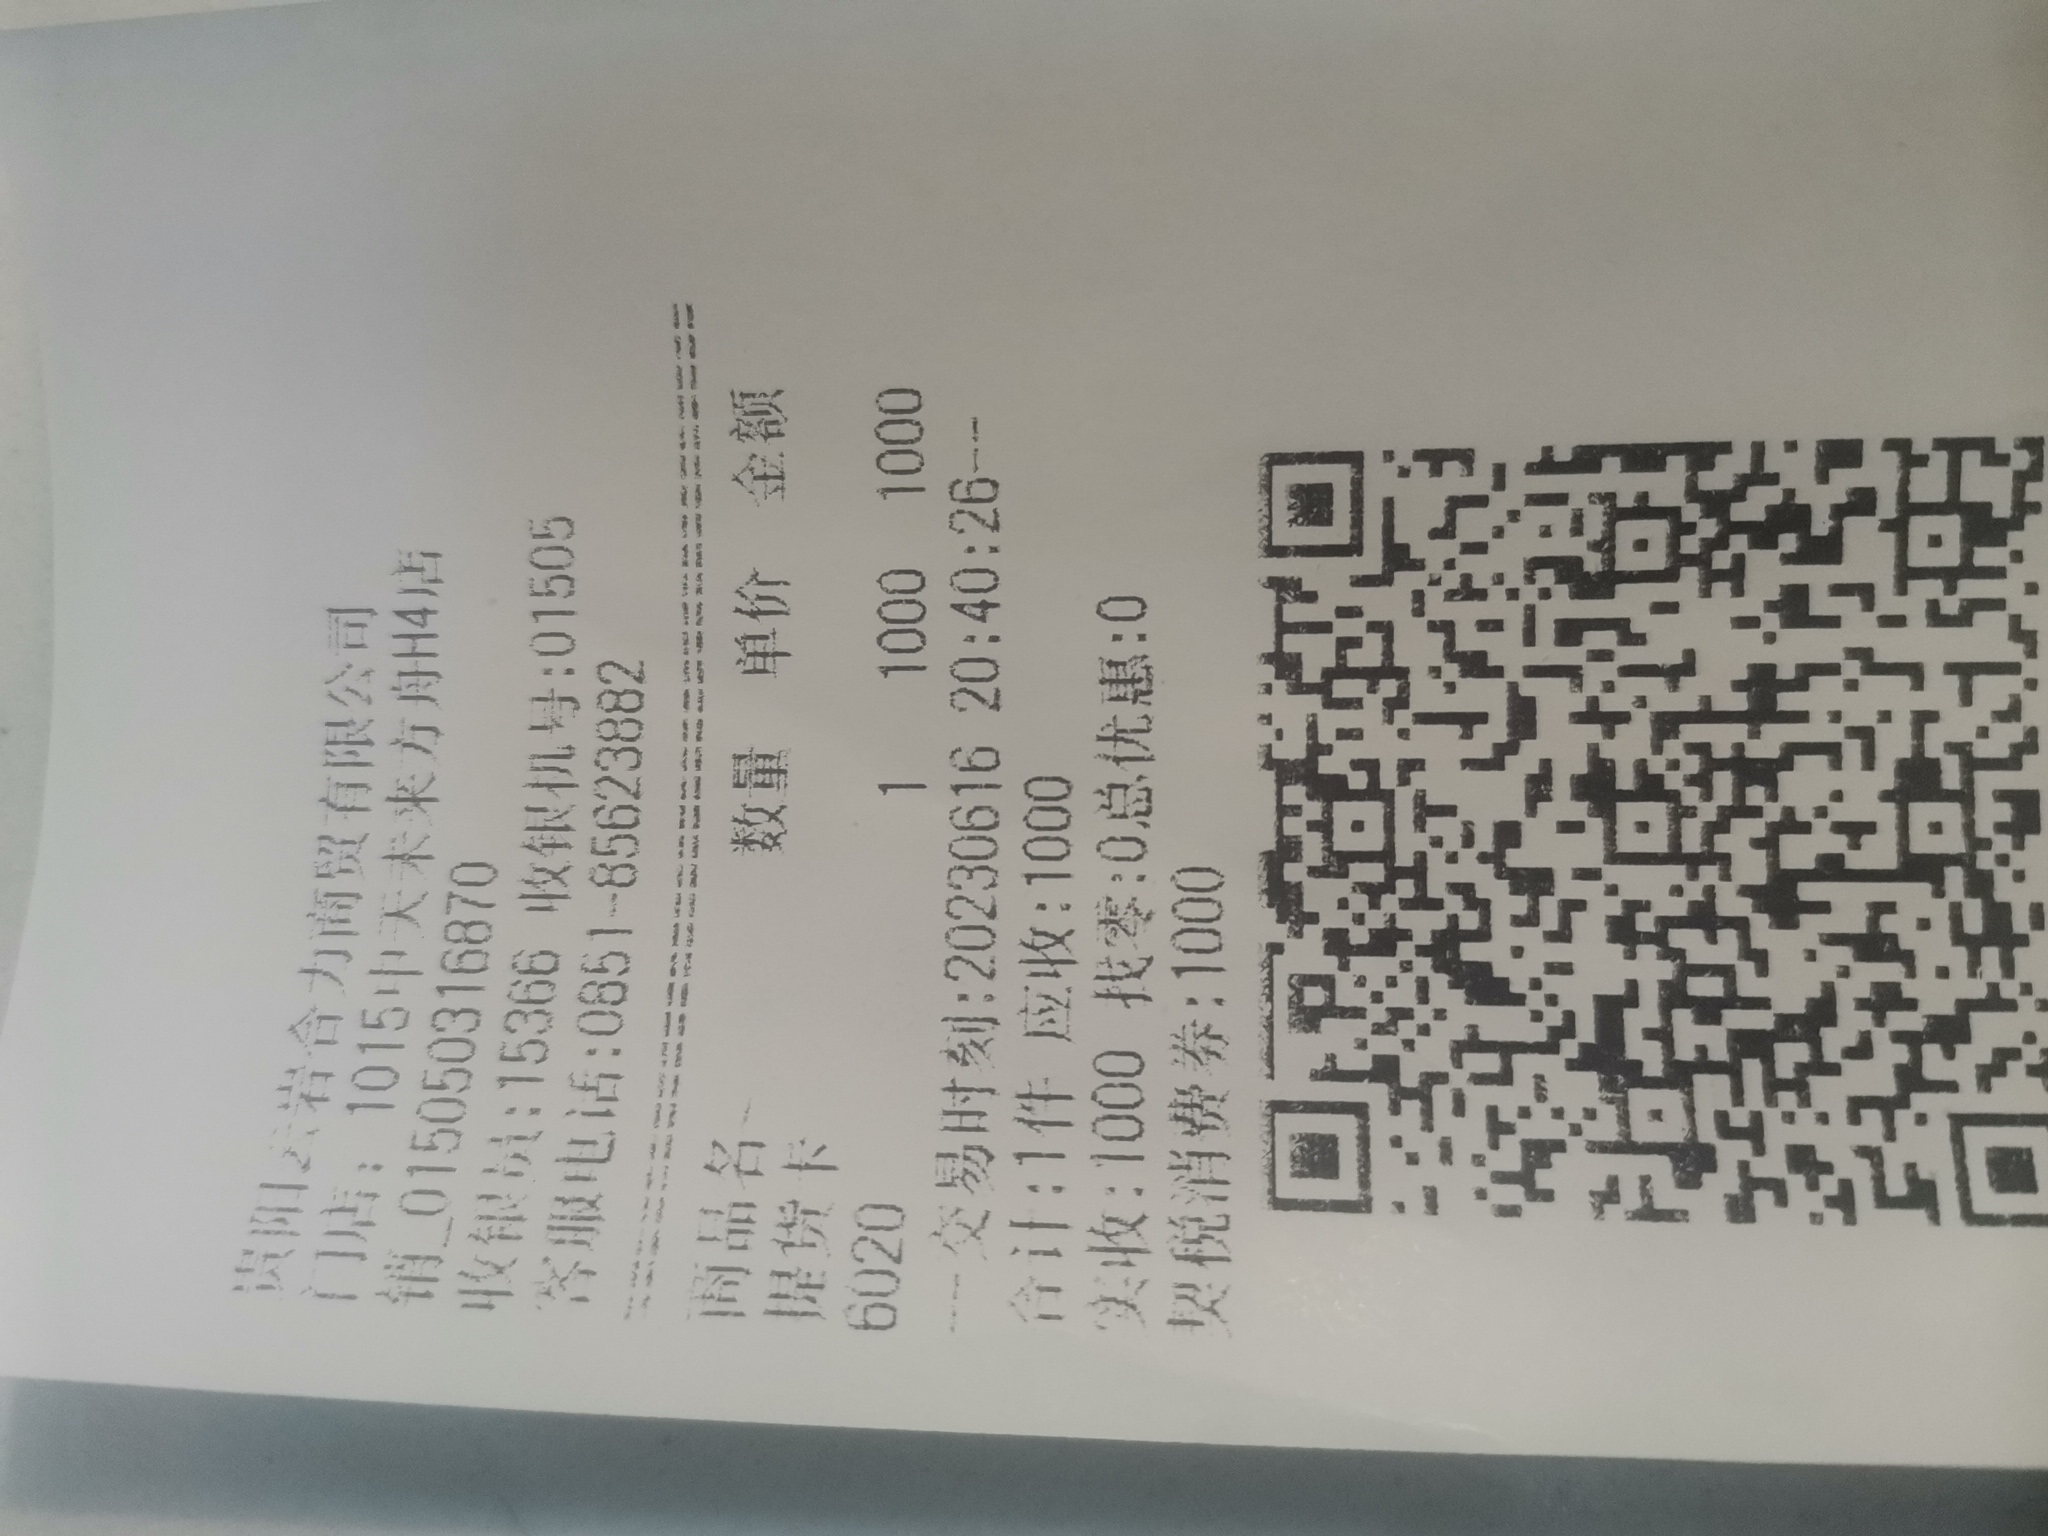 贵阳云岩合力商贸有限公司
门店: 1015中天未来方舟H4店
销_015050316870
收银员:15366 收银机号:01505
客服电话:0851-85623882
商品名 数量 单价 金额
提货卡
6020 1 1000 1000
—交易时刻:20230616 20:40:26--
合计:1件 应收:1000
实收:1000 找零:0总优惠:0
契税消费券:1000